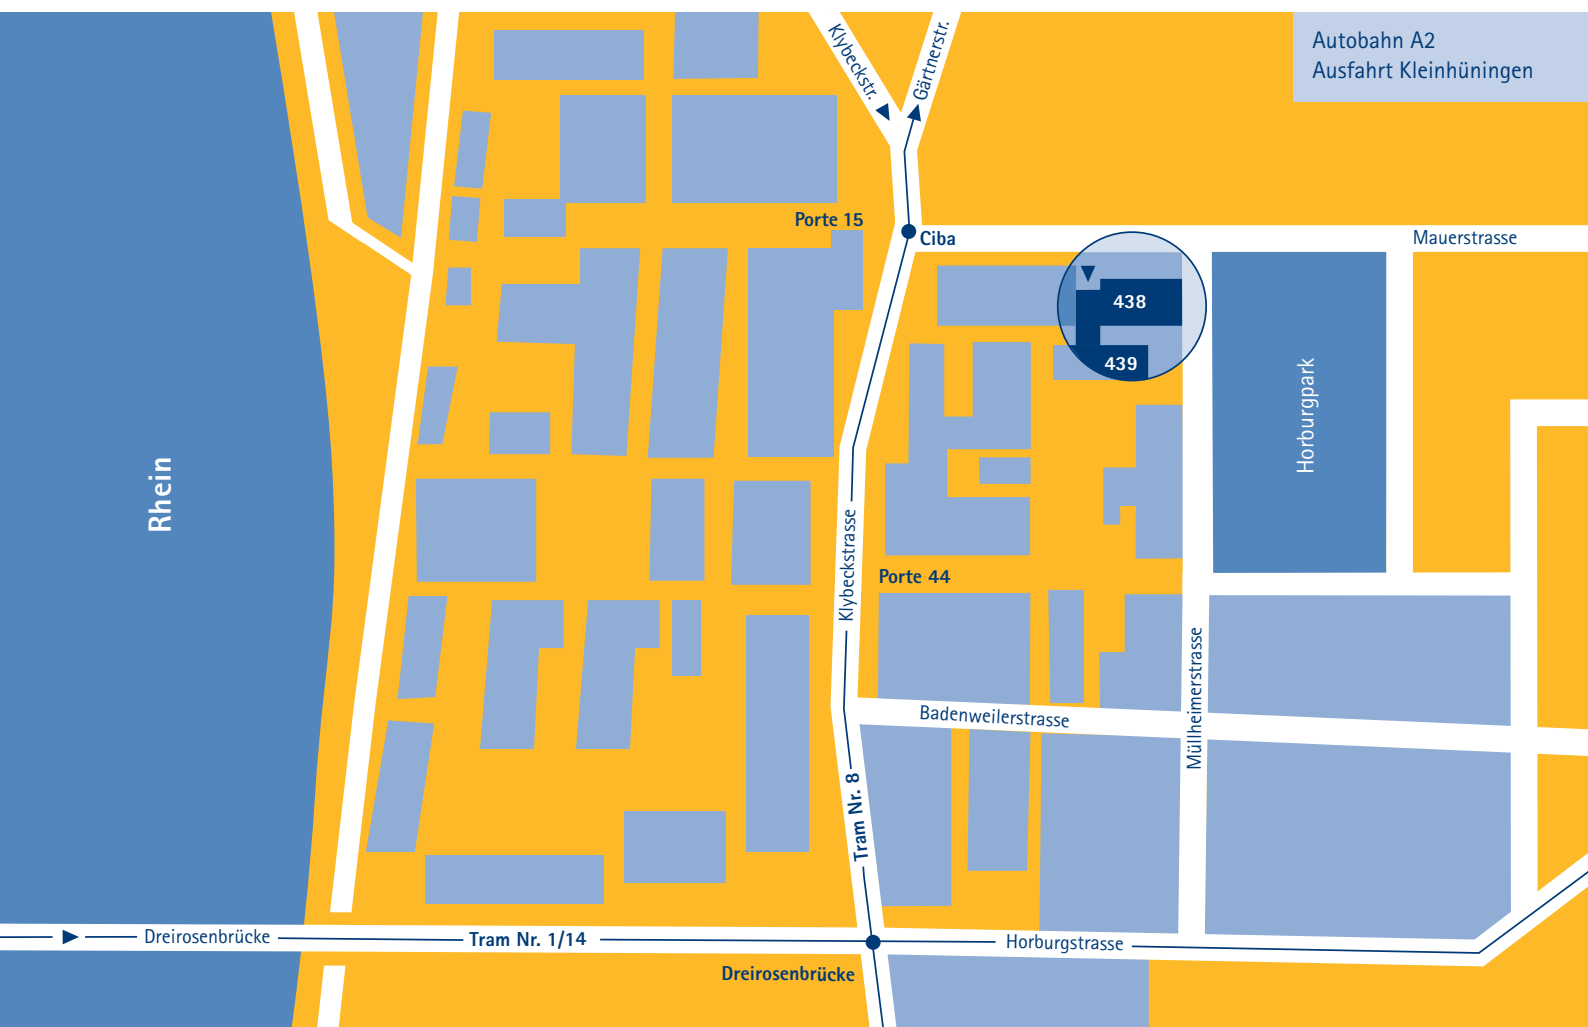 Klybeckstr.
Gärtnerstr.
Autobahn A2
Ausfahrt Kleinhüningen
Porte 15
Ciba
Mauerstrasse
438
439
Horburgpark
Rhein
Klybeckstrasse
Porte 44
Müllheimerstrasse
Badenweilerstrasse
Tram Nr. 8
Dreirosenbrücke
Tram Nr. 1/14
Horburgstrasse
Dreirosenbrücke